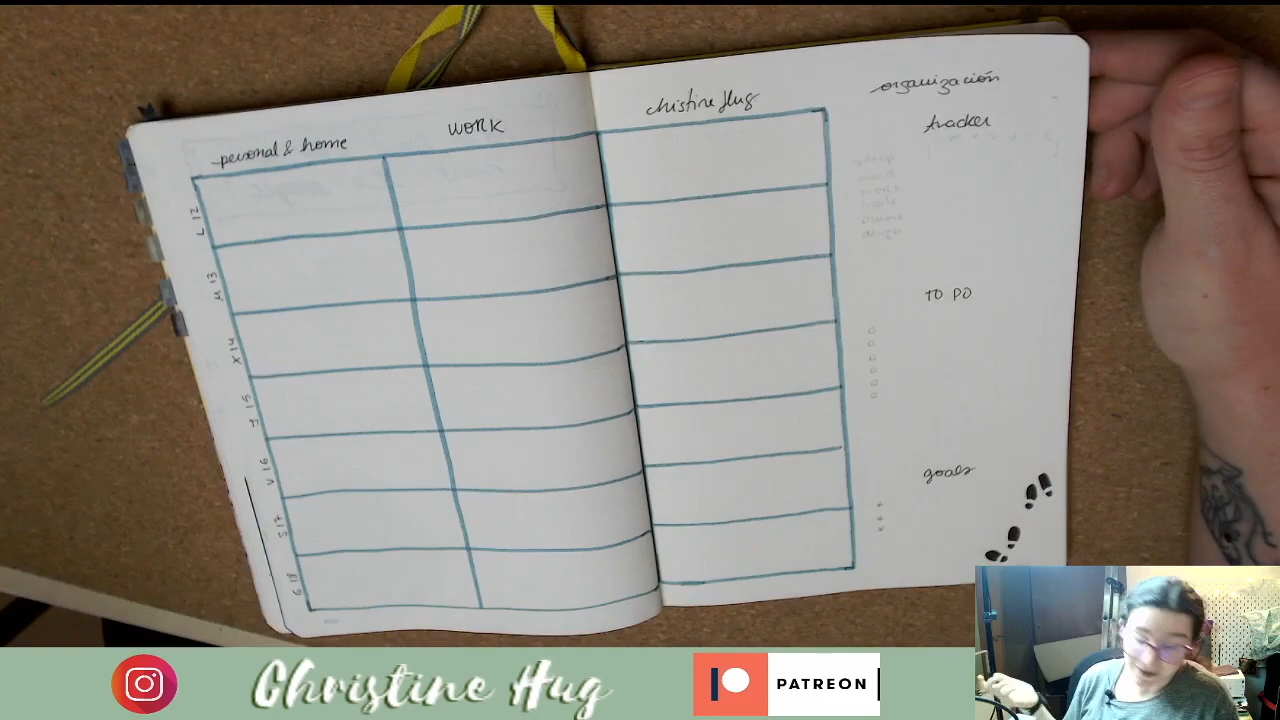 personal & home
WORK
christine hug
organización
tracker
L 12
M 13
X 14
J 15
V 16
S 17
D 18
TO DO
goals
Christine Hug
PATREON